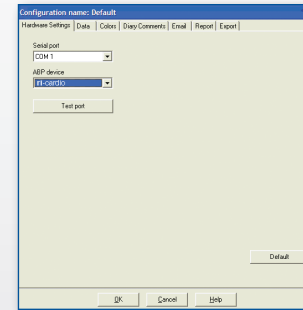 Configuration name: Default
Hardware Settings Data Colors Diary Comments Email Report Export
Serial port
COM 1
ABP device
ml-cardio
Test port
Default
OK Cancel Help